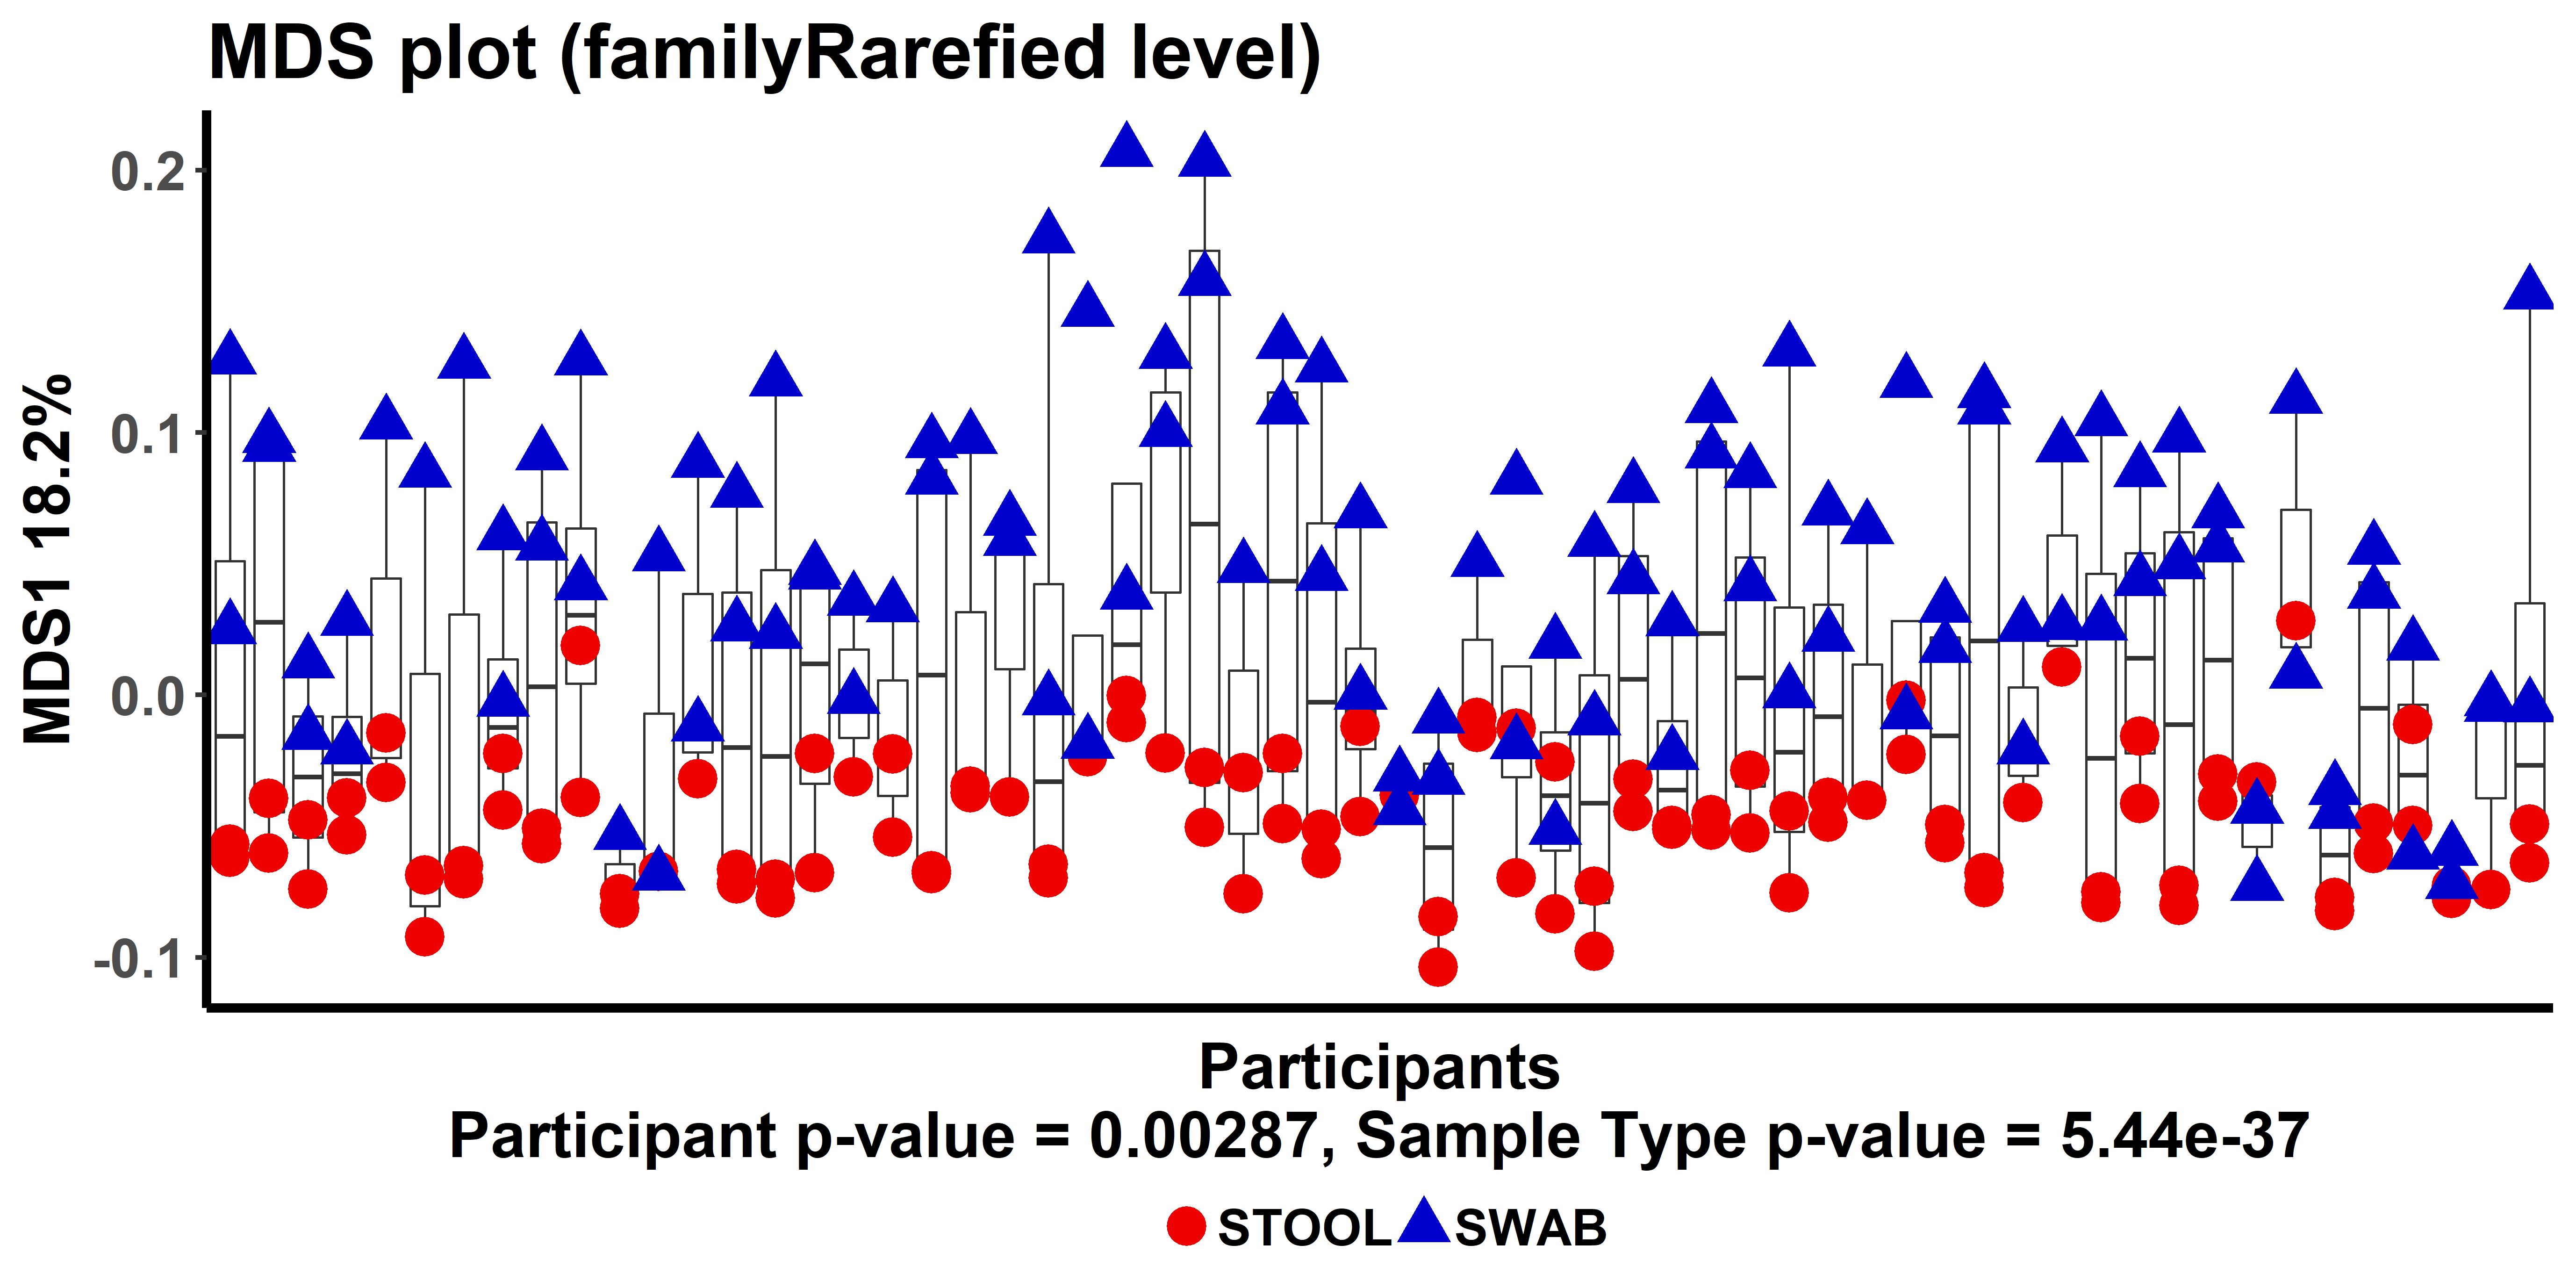 MDS plot (familyRarefied level)
MDS1 18.2%
0.2
0.1
0.0
-0.1
Participants
Participant p-value = 0.00287, Sample Type p-value = 5.44e-37
STOOL SWAB